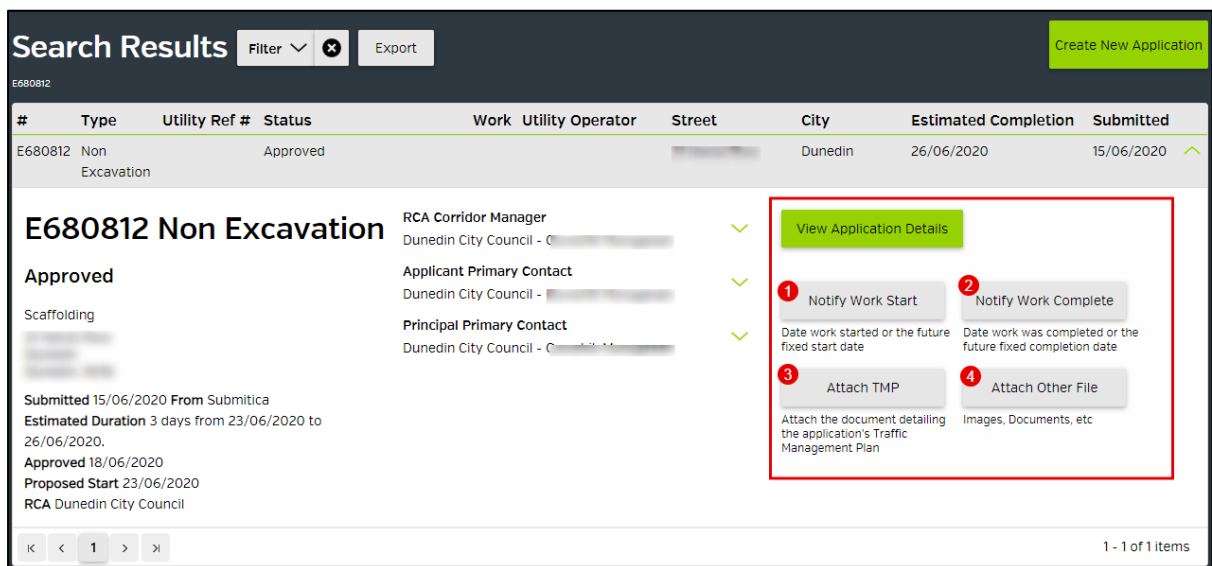 Search Results Filter Export Create New Application
E680812
# Type Utility Ref # Status Work Utility Operator Street City Estimated Completion Submitted
E680812 Non Approved Dunedin 26/06/2020 15/06/2020
Excavation
E680812 Non Excavation
Approved
Scaffolding
Submitted 15/06/2020 From Submitica
Estimated Duration 3 days from 23/06/2020 to
26/06/2020.
Approved 18/06/2020
Proposed Start 23/06/2020
RCA Dunedin City Council
RCA Corridor Manager
Dunedin City Council -
Applicant Primary Contact
Dunedin City Council -
Principal Primary Contact
Dunedin City Council -
View Application Details
1 Notify Work Start
Date work started or the future
fixed start date
2 Notify Work Complete
Date work was completed or the
future fixed completion date
3 Attach TMP
Attach the document detailing
the application's Traffic
Management Plan
4 Attach Other File
Images, Documents, etc
1
1 - 1 of 1 items